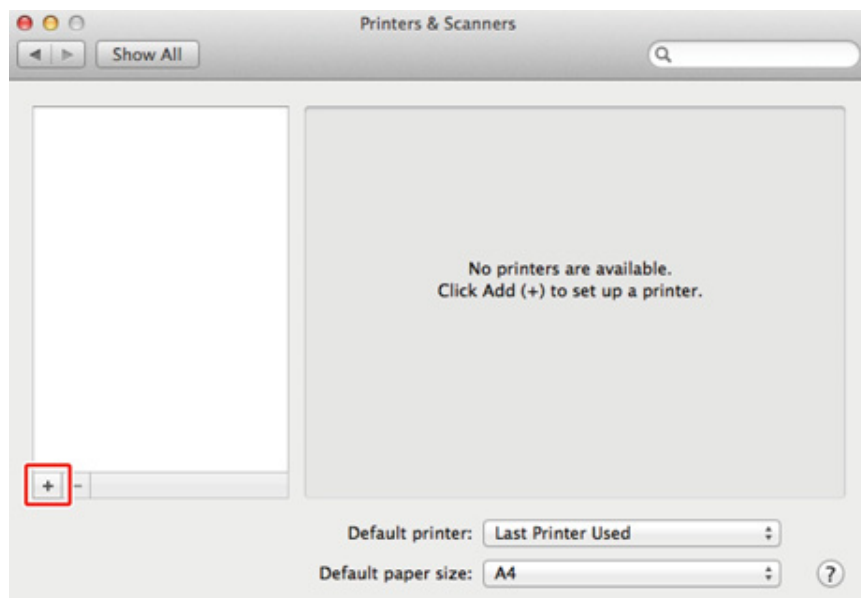 Printers & Scanners
Show All
No printers are available.
Click Add (+) to set up a printer.
+ -
Default printer: Last Printer Used
Default paper size: A4 ?